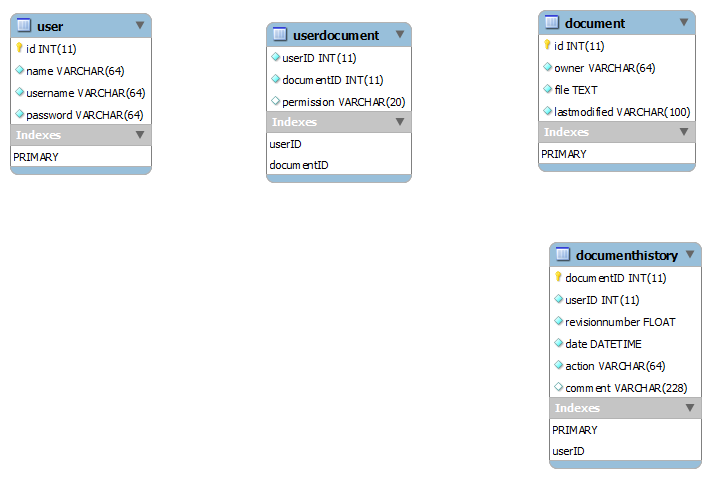 user
id INT(11)
name VARCHAR(64)
username VARCHAR(64)
password VARCHAR(64)
Indexes
PRIMARY
userdocument
userID INT(11)
documentID INT(11)
permission VARCHAR(20)
Indexes
userID
documentID
document
id INT(11)
owner VARCHAR(64)
file TEXT
lastmodified VARCHAR(100)
Indexes
PRIMARY
documenthistory
documentID INT(11)
userID INT(11)
revisionnumber FLOAT
date DATETIME
action VARCHAR(64)
comment VARCHAR(228)
Indexes
PRIMARY
userID